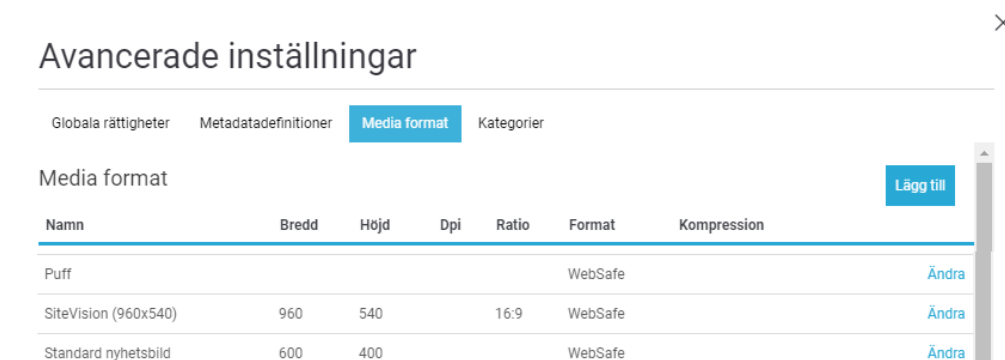 Avancerade inställningar
Globala rättigheter Metadatadefinitioner Media format Kategorier
Media format Lägg till
Namn Bredd Höjd Dpi Ratio Format Kompression
Puff WebSafe Ändra
SiteVision (960x540) 960 540 16:9 WebSafe Ändra
Standard nyhetsbild 600 400 WebSafe Ändra